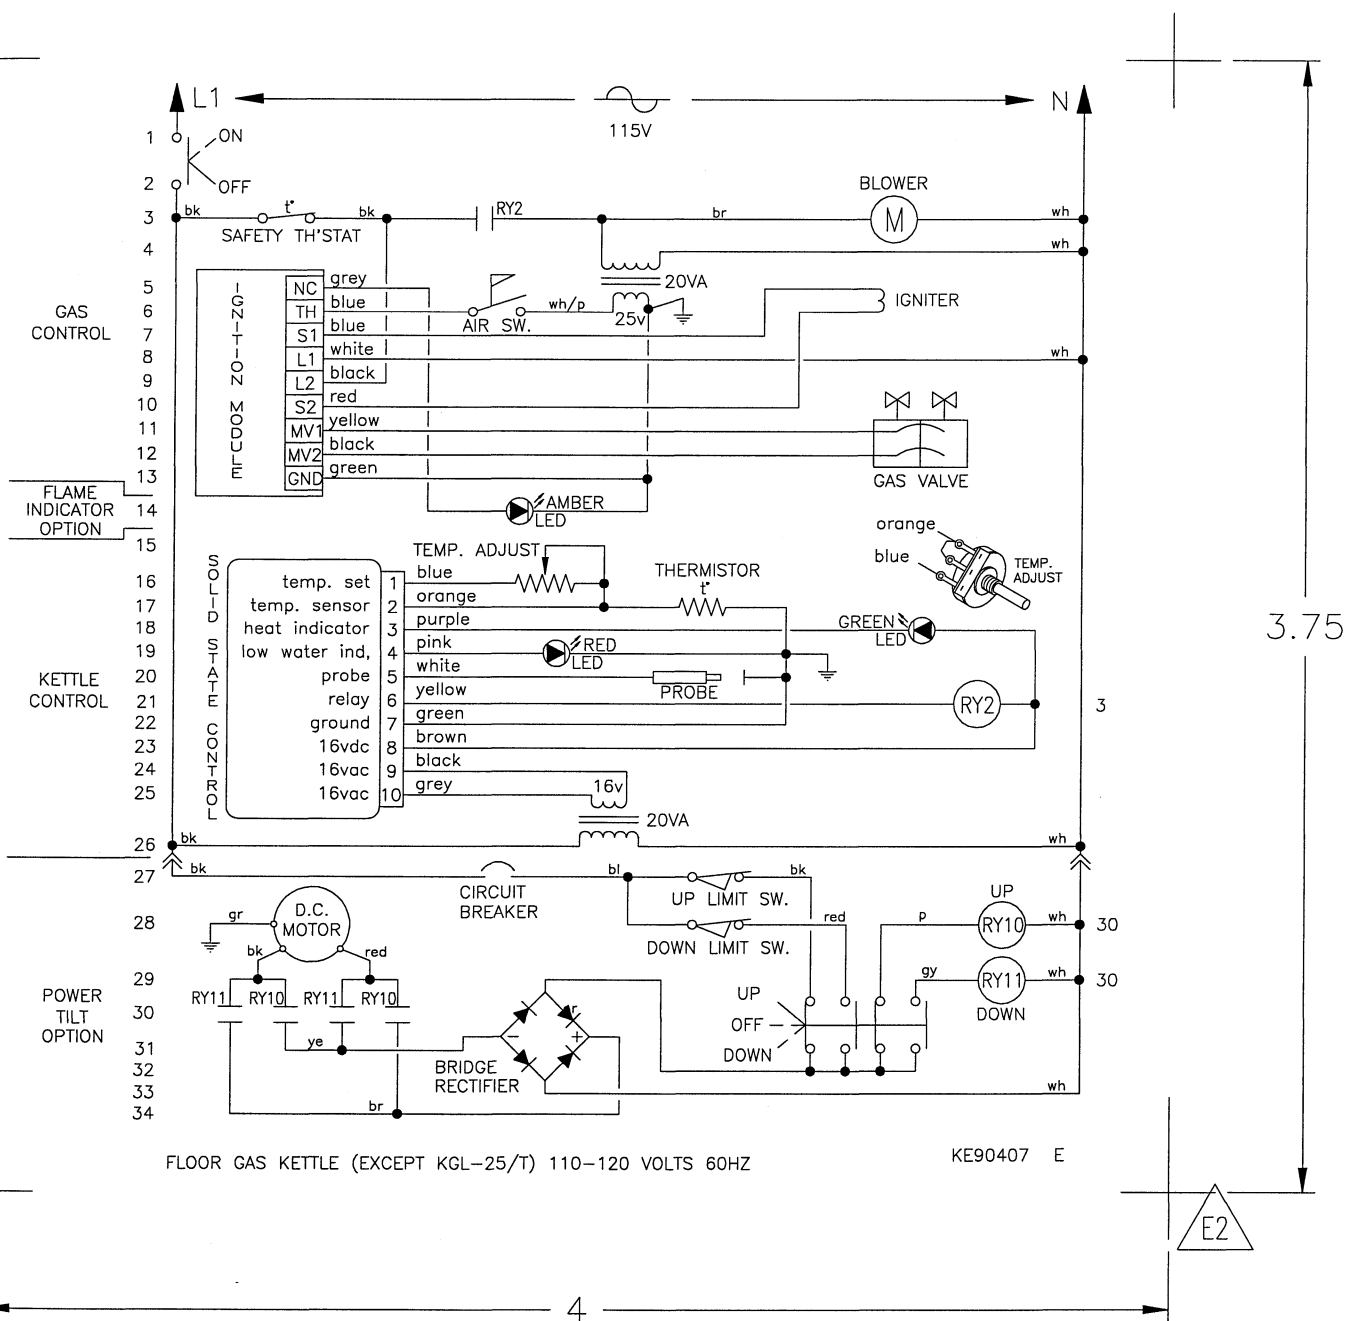 L1
N
115V
1
ON
2
OFF
BLOWER
3
bk
t°
bk
RY2
br
M
wh
SAFETY TH'STAT
4
wh
GAS
CONTROL
IGNITION MODULE
5
NC
grey
20VA
6
TH
blue
wh/p
25v
IGNITER
AIR SW.
7
S1
blue
8
L1
white
wh
9
L2
black
10
S2
red
11
MV1
yellow
12
MV2
black
13
GND
green
GAS VALVE
FLAME
INDICATOR
OPTION
14
AMBER
LED
15
orange
blue
TEMP.
ADJUST
KETTLE
CONTROL
SOLID STATE CONTROL
TEMP. ADJUST
THERMISTOR
t°
16
temp. set
1
blue
17
temp. sensor
2
orange
18
heat indicator
3
purple
GREEN
LED
19
low water ind,
4
pink
RED
LED
20
probe
5
white
PROBE
21
relay
6
yellow
RY2
3
22
ground
7
green
23
16vdc
8
brown
24
16vac
9
black
25
16vac
10
grey
16v
20VA
26
bk
wh
27
bk
CIRCUIT
BREAKER
bl
bk
UP LIMIT SW.
UP
28
gr
D.C.
MOTOR
red
p
RY10
wh
30
DOWN LIMIT SW.
bk
red
29
gy
RY11
wh
30
DOWN
POWER
TILT
OPTION
RY11
RY10
RY11
RY10
30
r
UP
OFF
DOWN
31
ye
-
+
32
BRIDGE
RECTIFIER
33
wh
34
br
FLOOR GAS KETTLE (EXCEPT KGL-25/T) 110-120 VOLTS 60HZ
KE90407 E
3.75
E2
4